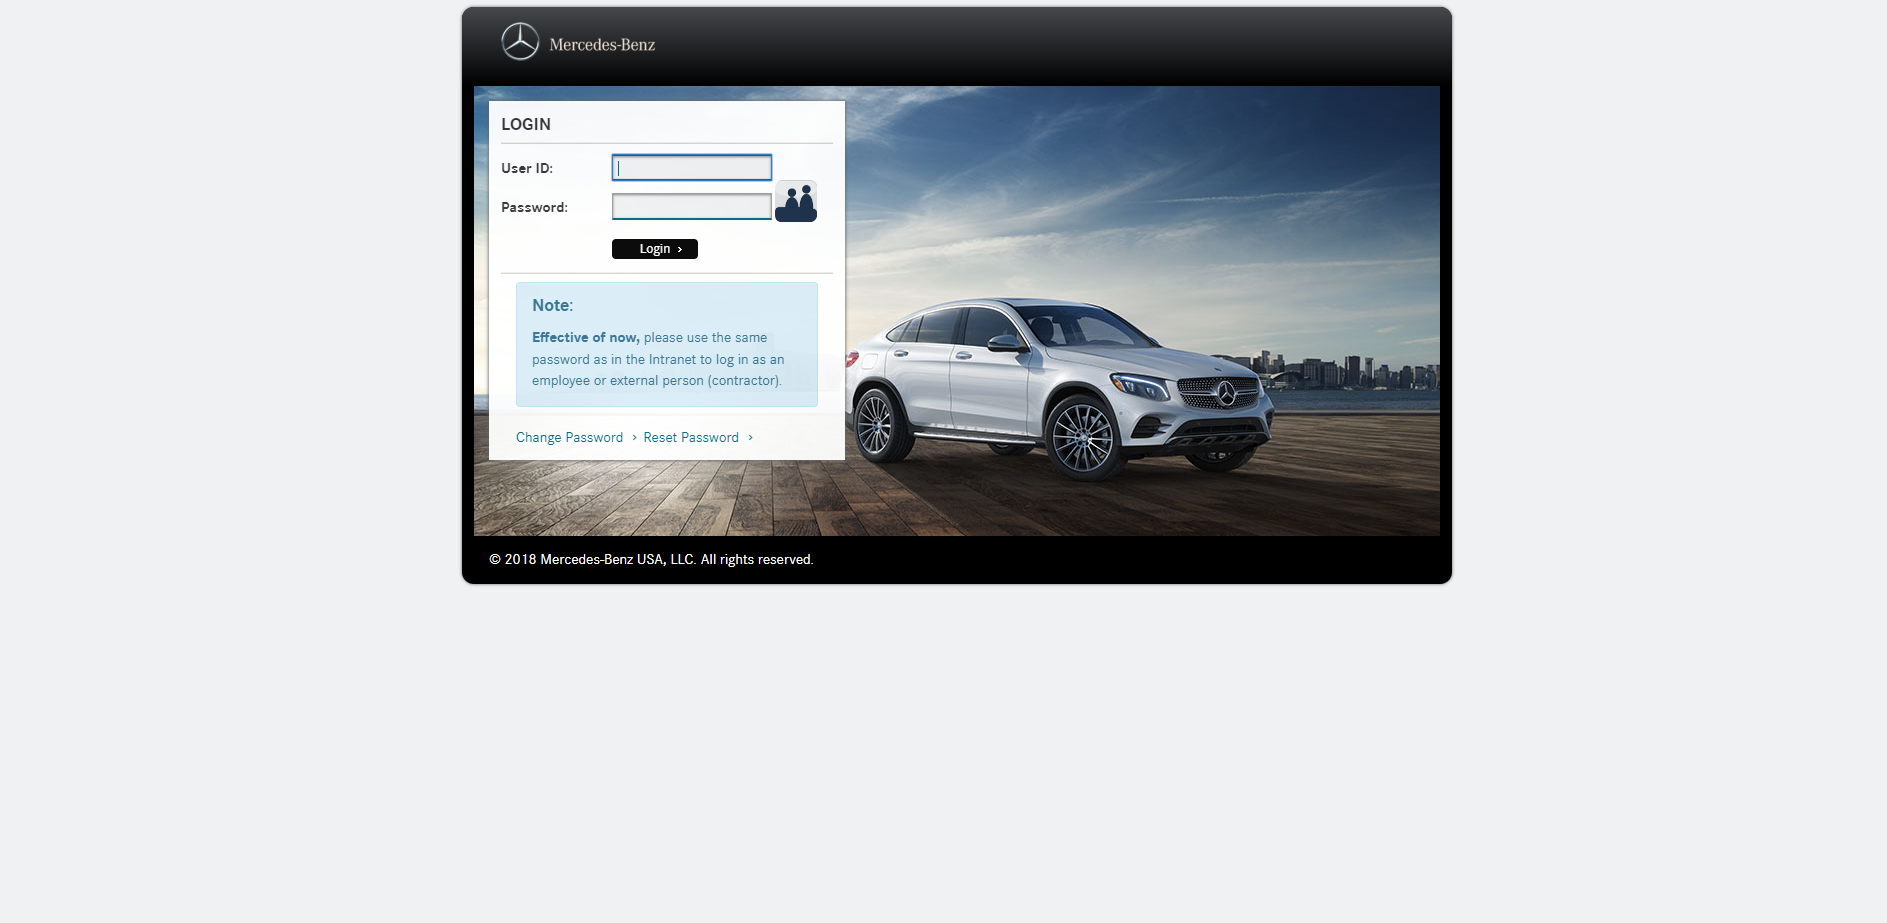 Mercedes-Benz
LOGIN
User ID:
Password:
Login ›
Note:
Effective of now, please use the same
password as in the Intranet to log in as an
employee or external person (contractor).
Change Password › Reset Password ›
© 2018 Mercedes-Benz USA, LLC. All rights reserved.